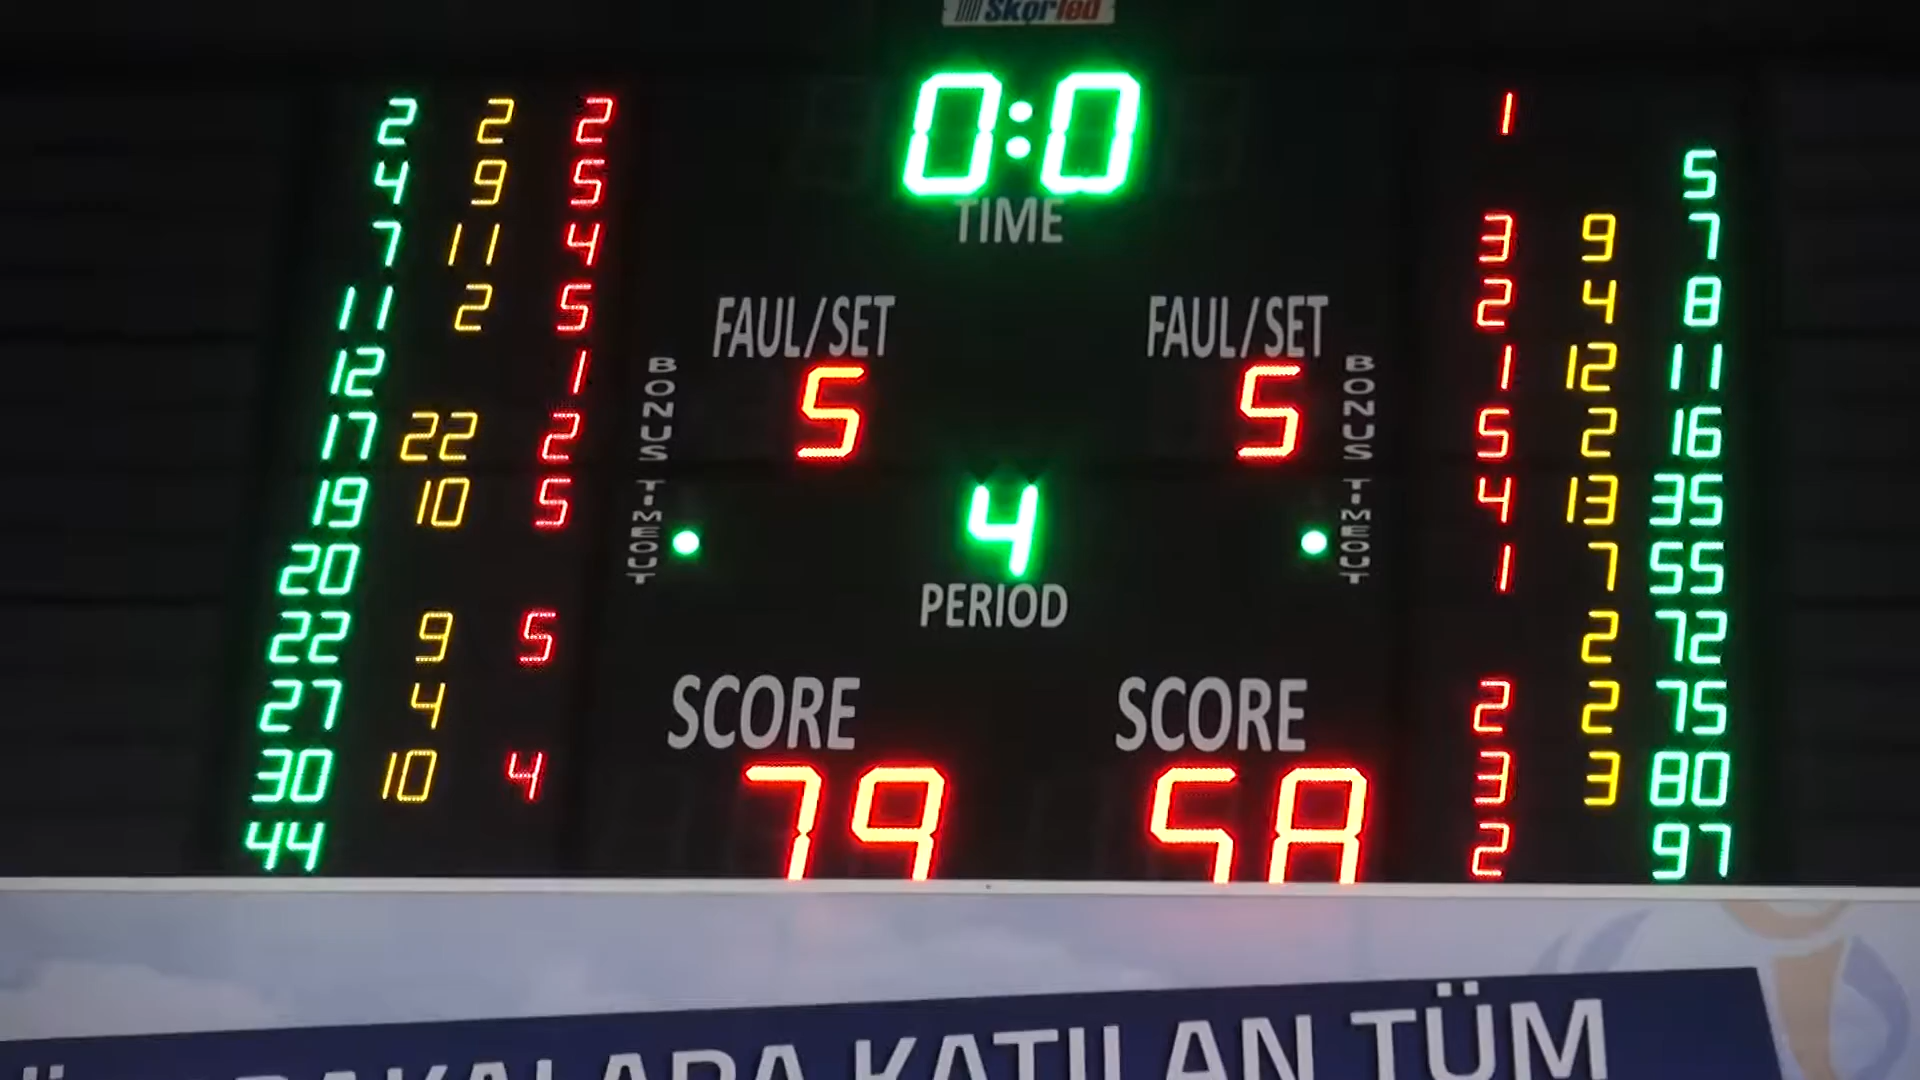 Skorled
0:0
TIME
2 2 2
4 9 5
7 11 4
11 2 5
12 1
17 22 2
19 10 5
20
22 9 5
27 4
30 10 4
44
FAUL/SET
5
BONUS
TIMEOUT
FAUL/SET
5
BONUS
TIMEOUT
4
PERIOD
SCORE
79
SCORE
58
1
5
3 9 7
2 4 8
1 12 11
5 2 16
4 13 35
1 7 55
2 72
2 2 75
3 3 80
2 97
KATILAN TÜM